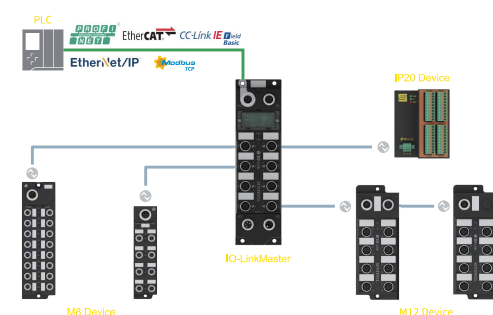 PLC
PROFI NET
EtherCAT
CC-Link IE Field Basic
EtherNet/IP
Modbus TCP
IP20 Device
IO-LinkMaster
M8 Device
M12 Device